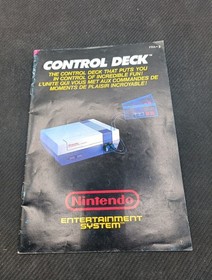 CONTROL DECK™
THE CONTROL DECK THAT PUTS YOU
IN CONTROL OF INCREDIBLE FUN!
L'UNITE QUI VOUS MET AUX COMMANDES DE
MOMENTS DE PLAISIR INCROYABLE!
Nintendo
ENTERTAINMENT
SYSTEM™